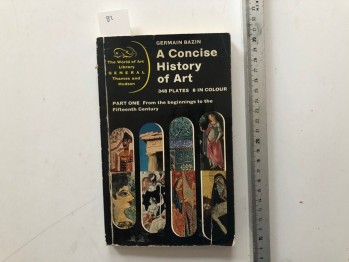 81
GERMAIN BAZIN
A Concise
History
of Art
348 PLATES 8 IN COLOUR
The World of Art
Library
GENERAL
Thames and
Hudson
PART ONE From the beginnings to the
Fifteenth Century